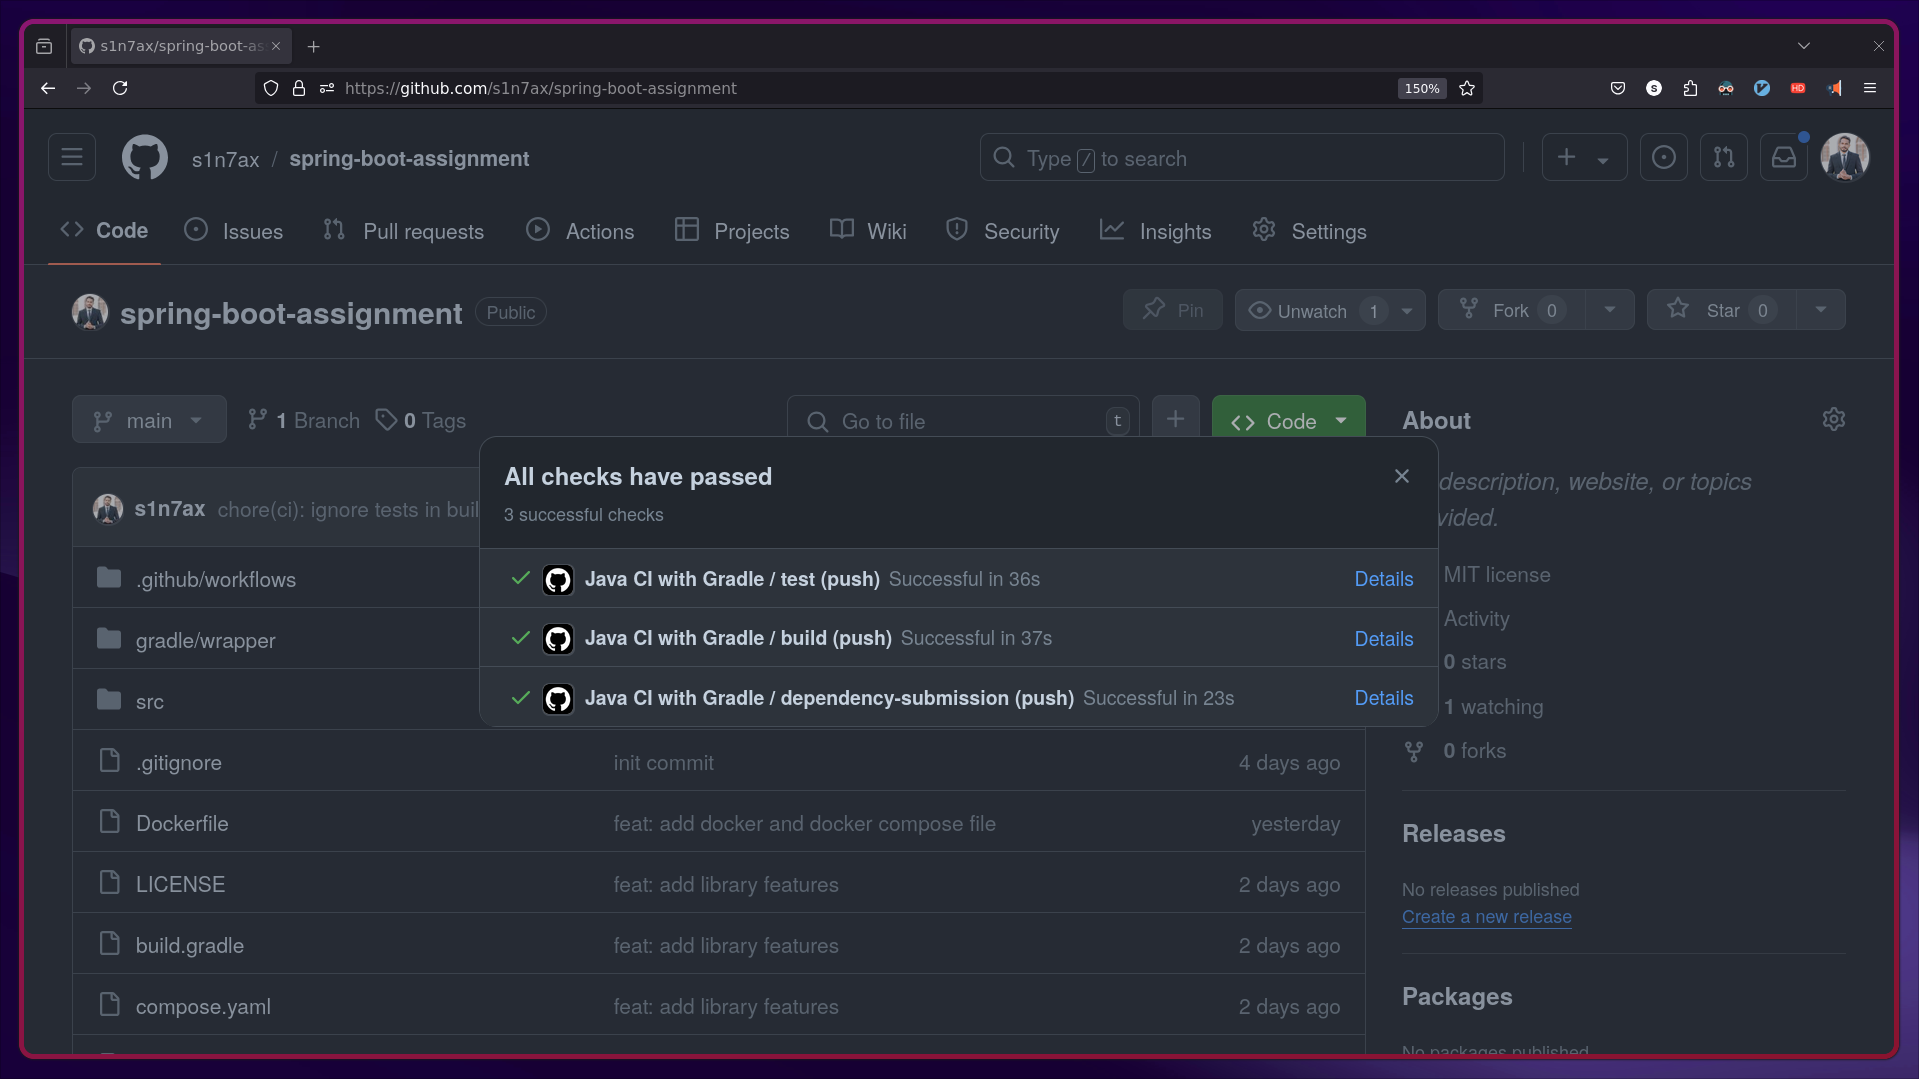 s1n7ax/spring-boot-as
https://github.com/s1n7ax/spring-boot-assignment
150%
S
HD
s1n7ax / spring-boot-assignment
Type / to search
Code
Issues
Pull requests
Actions
Projects
Wiki
Security
Insights
Settings
spring-boot-assignment
Public
Pin
Unwatch 1
Fork 0
Star 0
main
1 Branch
0 Tags
Go to file
t
Code
About
s1n7ax chore(ci): ignore tests in buil
All checks have passed
3 successful checks
Java CI with Gradle / test (push) Successful in 36s
Details
Java CI with Gradle / build (push) Successful in 37s
Details
Java CI with Gradle / dependency-submission (push) Successful in 23s
Details
description, website, or topics
vided.
MIT license
Activity
0 stars
1 watching
0 forks
.github/workflows
gradle/wrapper
src
.gitignore init commit 4 days ago
Dockerfile feat: add docker and docker compose file yesterday
LICENSE feat: add library features 2 days ago
build.gradle feat: add library features 2 days ago
compose.yaml feat: add library features 2 days ago
Releases
No releases published
Create a new release
Packages
No packages published